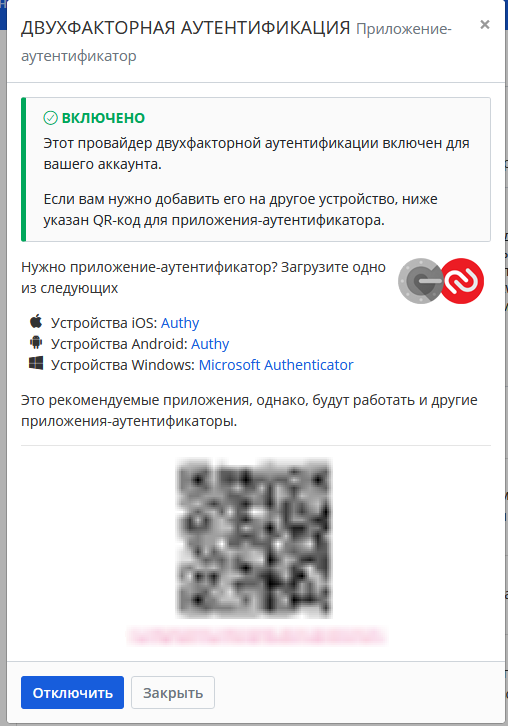 ДВУХФАКТОРНАЯ АУТЕНТИФИКАЦИЯ Приложение-
аутентификатор
×
ВКЛЮЧЕНО
Этот провайдер двухфакторной аутентификации включен для
вашего аккаунта.
Если вам нужно добавить его на другое устройство, ниже
указан QR-код для приложения-аутентификатора.
Нужно приложение-аутентификатор? Загрузите одно
из следующих
Устройства iOS: Authy
Устройства Android: Authy
Устройства Windows: Microsoft Authenticator
Это рекомендуемые приложения, однако, будут работать и другие
приложения-аутентификаторы.
Отключить
Закрыть